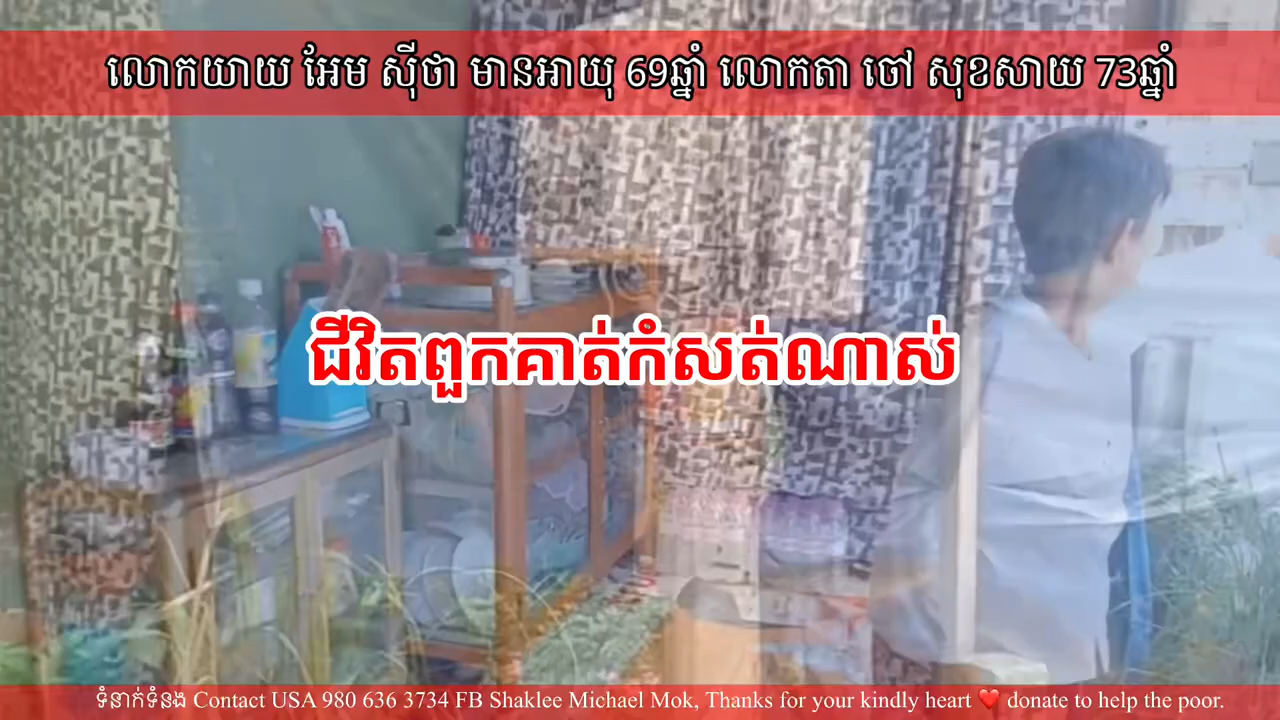 លោកយាយ អែម ស៊ីថា មានអាយុ 69ឆ្នាំ លោកតា ចៅ សុខសាយ 73ឆ្នាំ
ជីវិតពួកគាត់កំសត់ណាស់
ទំនាក់ទំនង Contact USA 980 636 3734 FB Shaklee Michael Mok, Thanks for your kindly heart ❤️ donate to help the poor.